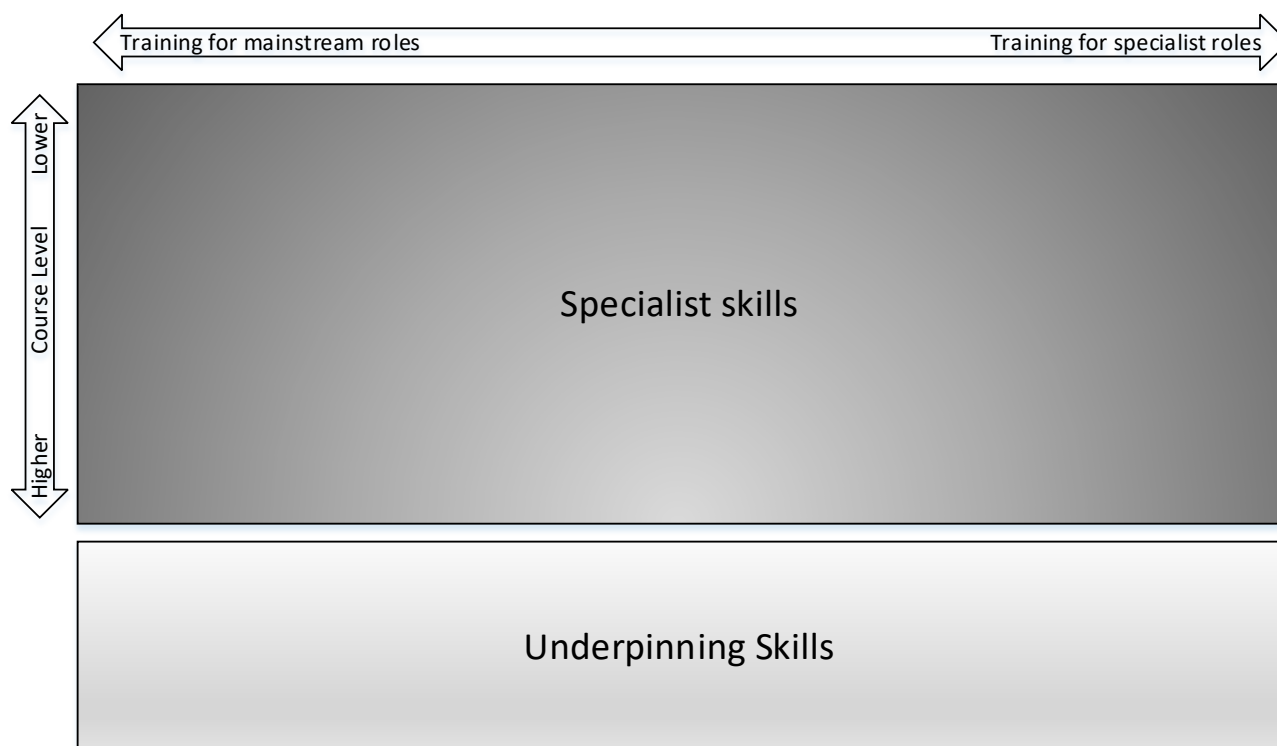 Training for mainstream roles
Training for specialist roles
Lower
Course Level
Higher
Specialist skills
Underpinning Skills